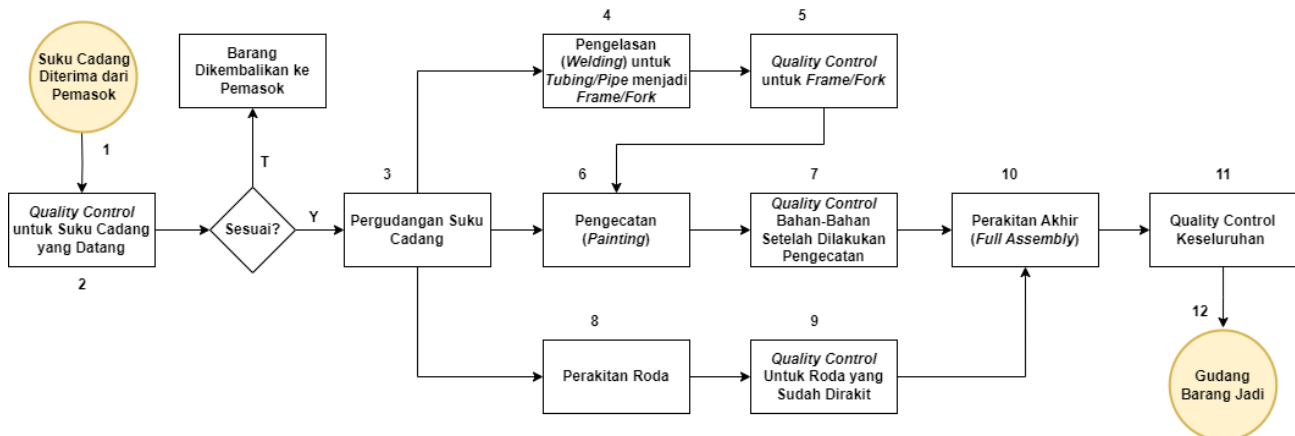 Suku Cadang
Diterima dari
Pemasok
1
Quality Control
untuk Suku Cadang
yang Datang
2
Sesuai?
T
Barang
Dikembalikan ke
Pemasok
Y
3
Pergudangan Suku
Cadang
4
Pengelasan
(Welding) untuk
Tubing/Pipe menjadi
Frame/Fork
5
Quality Control
untuk Frame/Fork
6
Pengecatan
(Painting)
7
Quality Control
Bahan-Bahan
Setelah Dilakukan
Pengecatan
8
Perakitan Roda
9
Quality Control
Untuk Roda yang
Sudah Dirakit
10
Perakitan Akhir
(Full Assembly)
11
Quality Control
Keseluruhan
12
Gudang
Barang Jadi